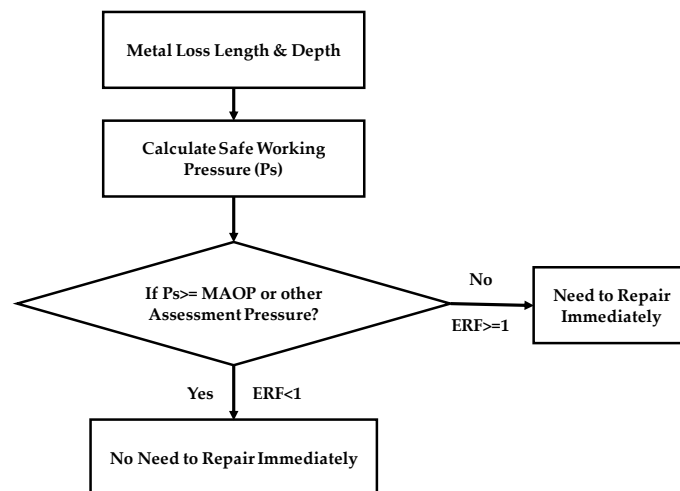 Metal Loss Length & Depth
Calculate Safe Working
Pressure (Ps)
If Ps>= MAOP or other
Assessment Pressure?
No
ERF>=1
Need to Repair
Immediately
Yes
ERF<1
No Need to Repair Immediately